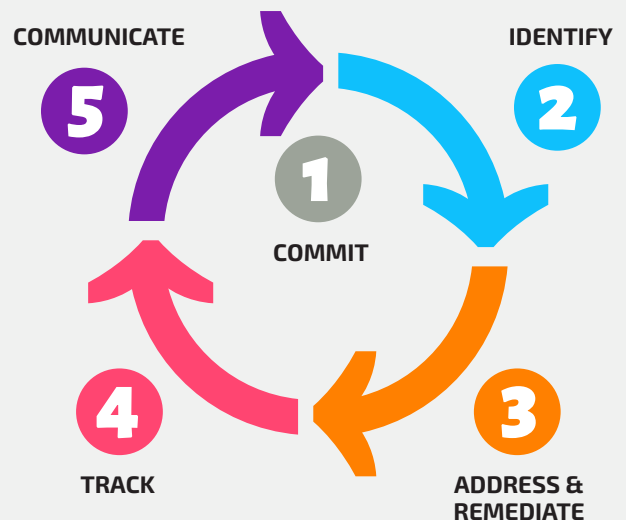 COMMUNICATE
5
IDENTIFY
2
1
COMMIT
4
TRACK
3
ADDRESS &
REMEDIATE